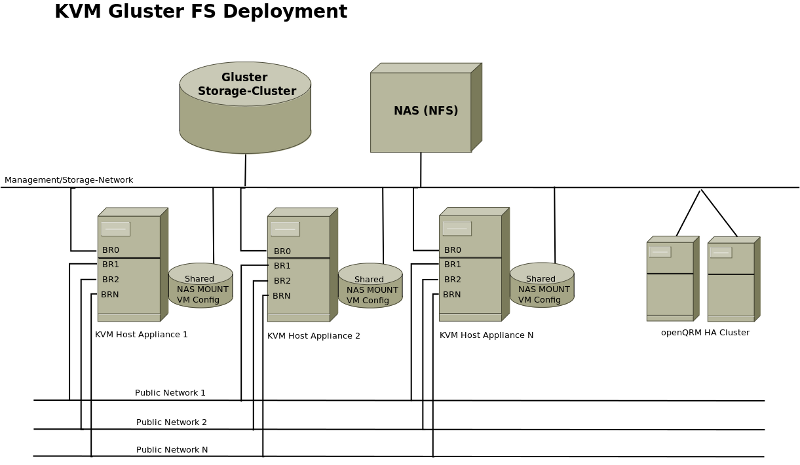 KVM Gluster FS Deployment
Gluster
Storage-Cluster
NAS (NFS)
Management/Storage-Network
BR0
BR1
BR2
BRN
Shared
NAS MOUNT
VM Config
KVM Host Appliance 1
BR0
BR1
BR2
BRN
Shared
NAS MOUNT
VM Config
KVM Host Appliance 2
BR0
BR1
BR2
BRN
Shared
NAS MOUNT
VM Config
KVM Host Appliance N
openQRM HA Cluster
Public Network 1
Public Network 2
Public Network N